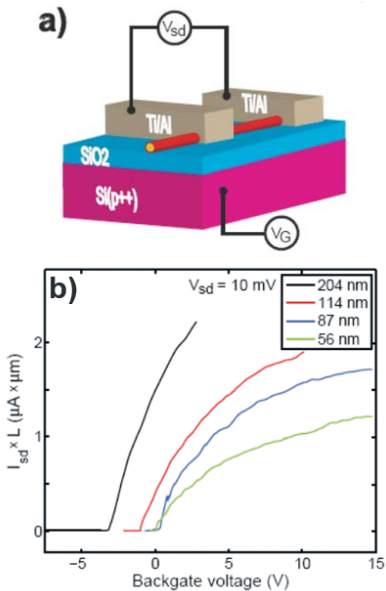 a)
Vsd
Ti/Al
Ti/Al
SiO2
Si(p++)
VG
b)
Vsd = 10 mV
204 nm
114 nm
87 nm
56 nm
Isd × L (µA × µm)
2
1
0
−5
0
5
10
15
Backgate voltage (V)